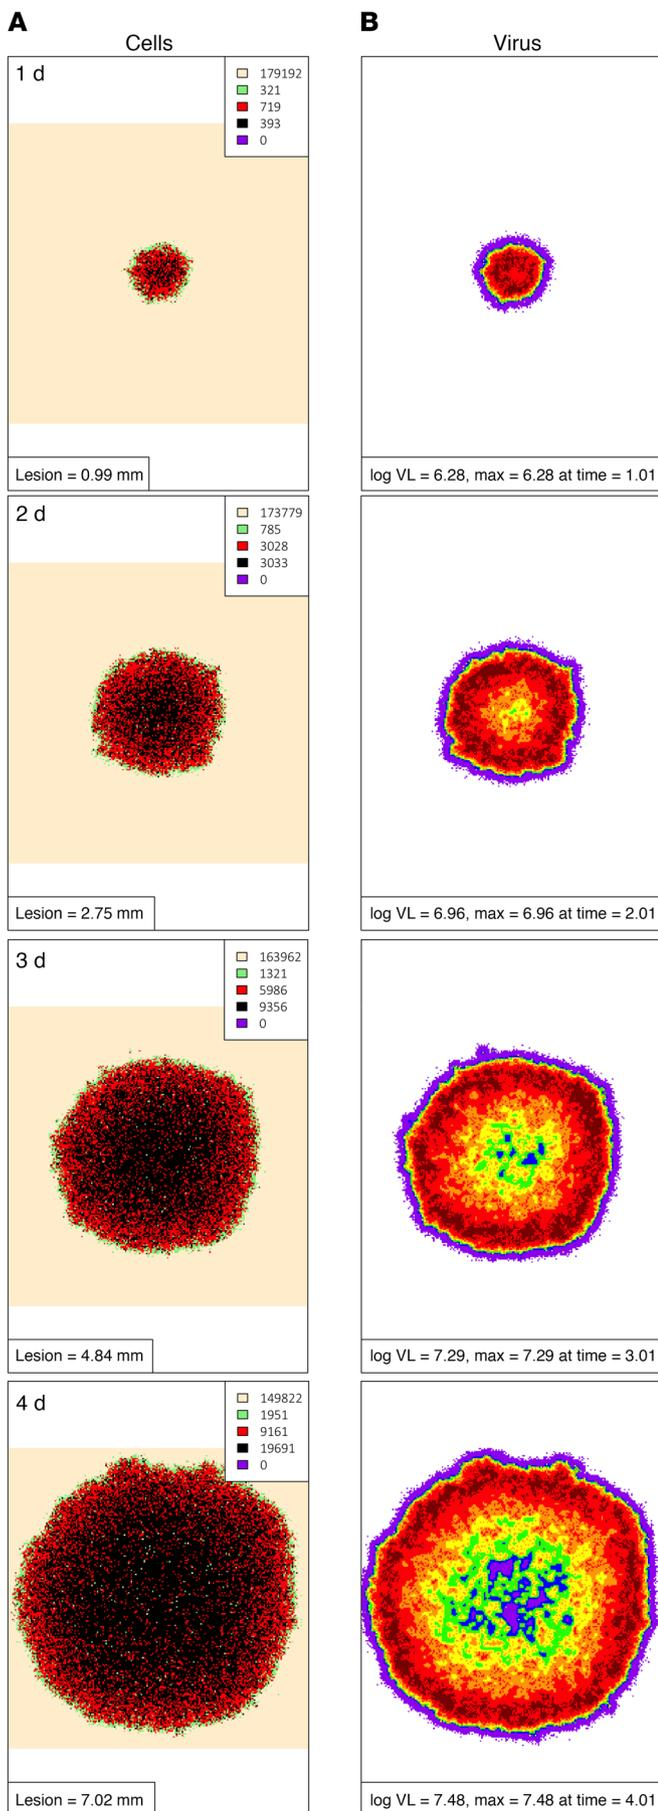 A
B
Cells
Virus
1 d
179192
321
719
393
0
Lesion = 0.99 mm
log VL = 6.28, max = 6.28 at time = 1.01
2 d
173779
785
3028
3033
0
Lesion = 2.75 mm
log VL = 6.96, max = 6.96 at time = 2.01
3 d
163962
1321
5986
9356
0
Lesion = 4.84 mm
log VL = 7.29, max = 7.29 at time = 3.01
4 d
149822
1951
9161
19691
0
Lesion = 7.02 mm
log VL = 7.48, max = 7.48 at time = 4.01